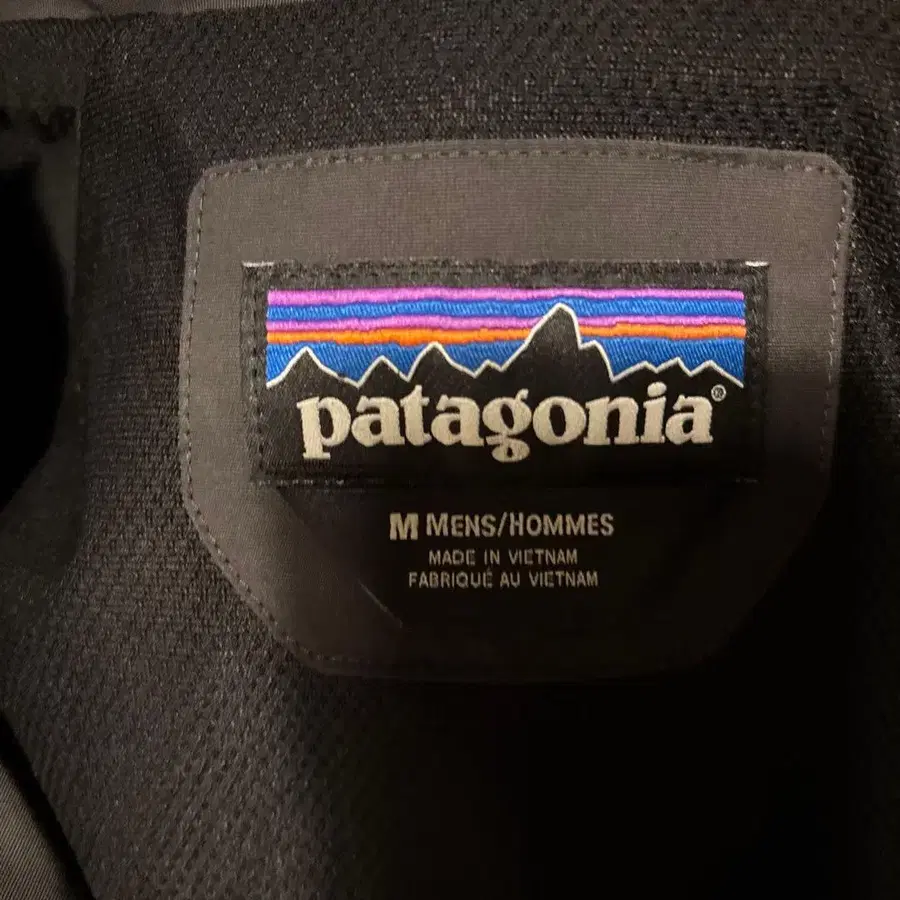 patagonia®
M MENS/HOMMES
MADE IN VIETNAM
FABRIQUÉ AU VIETNAM